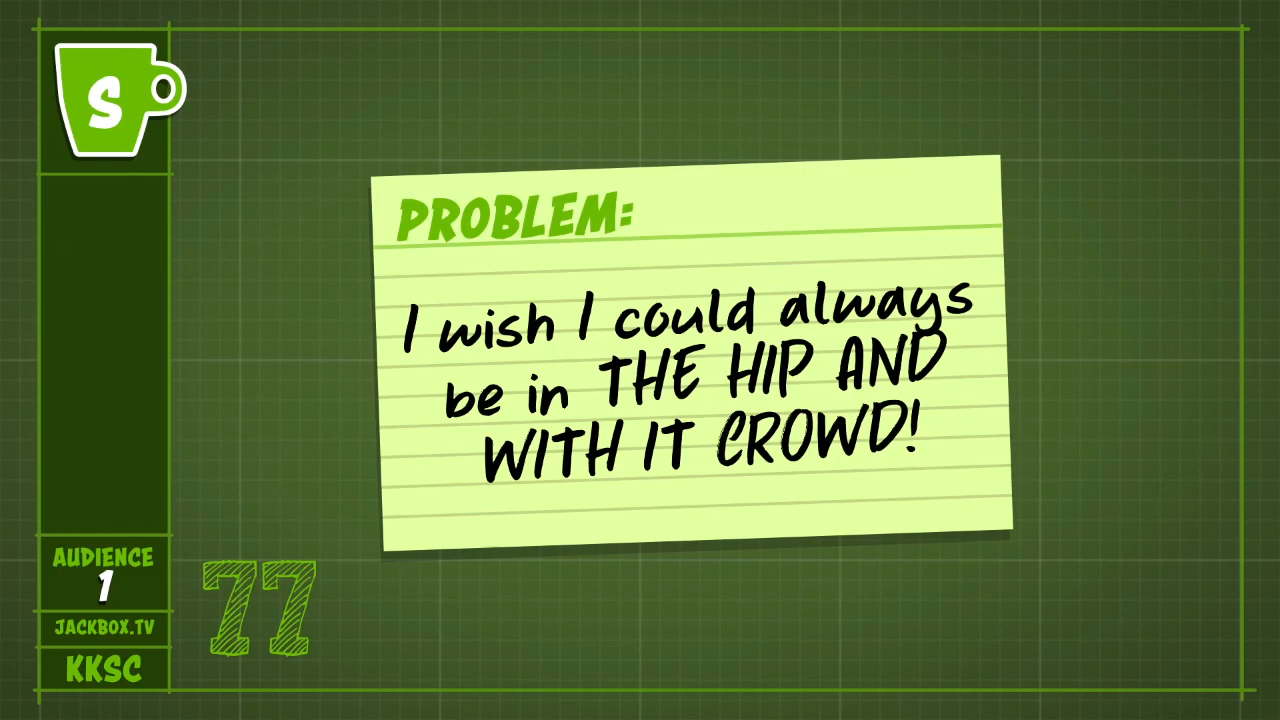 S
PROBLEM:
I wish I could always
be in THE HIP AND
WITH IT CROWD!
AUDIENCE
1
JACKBOX.TV
KKSC
77